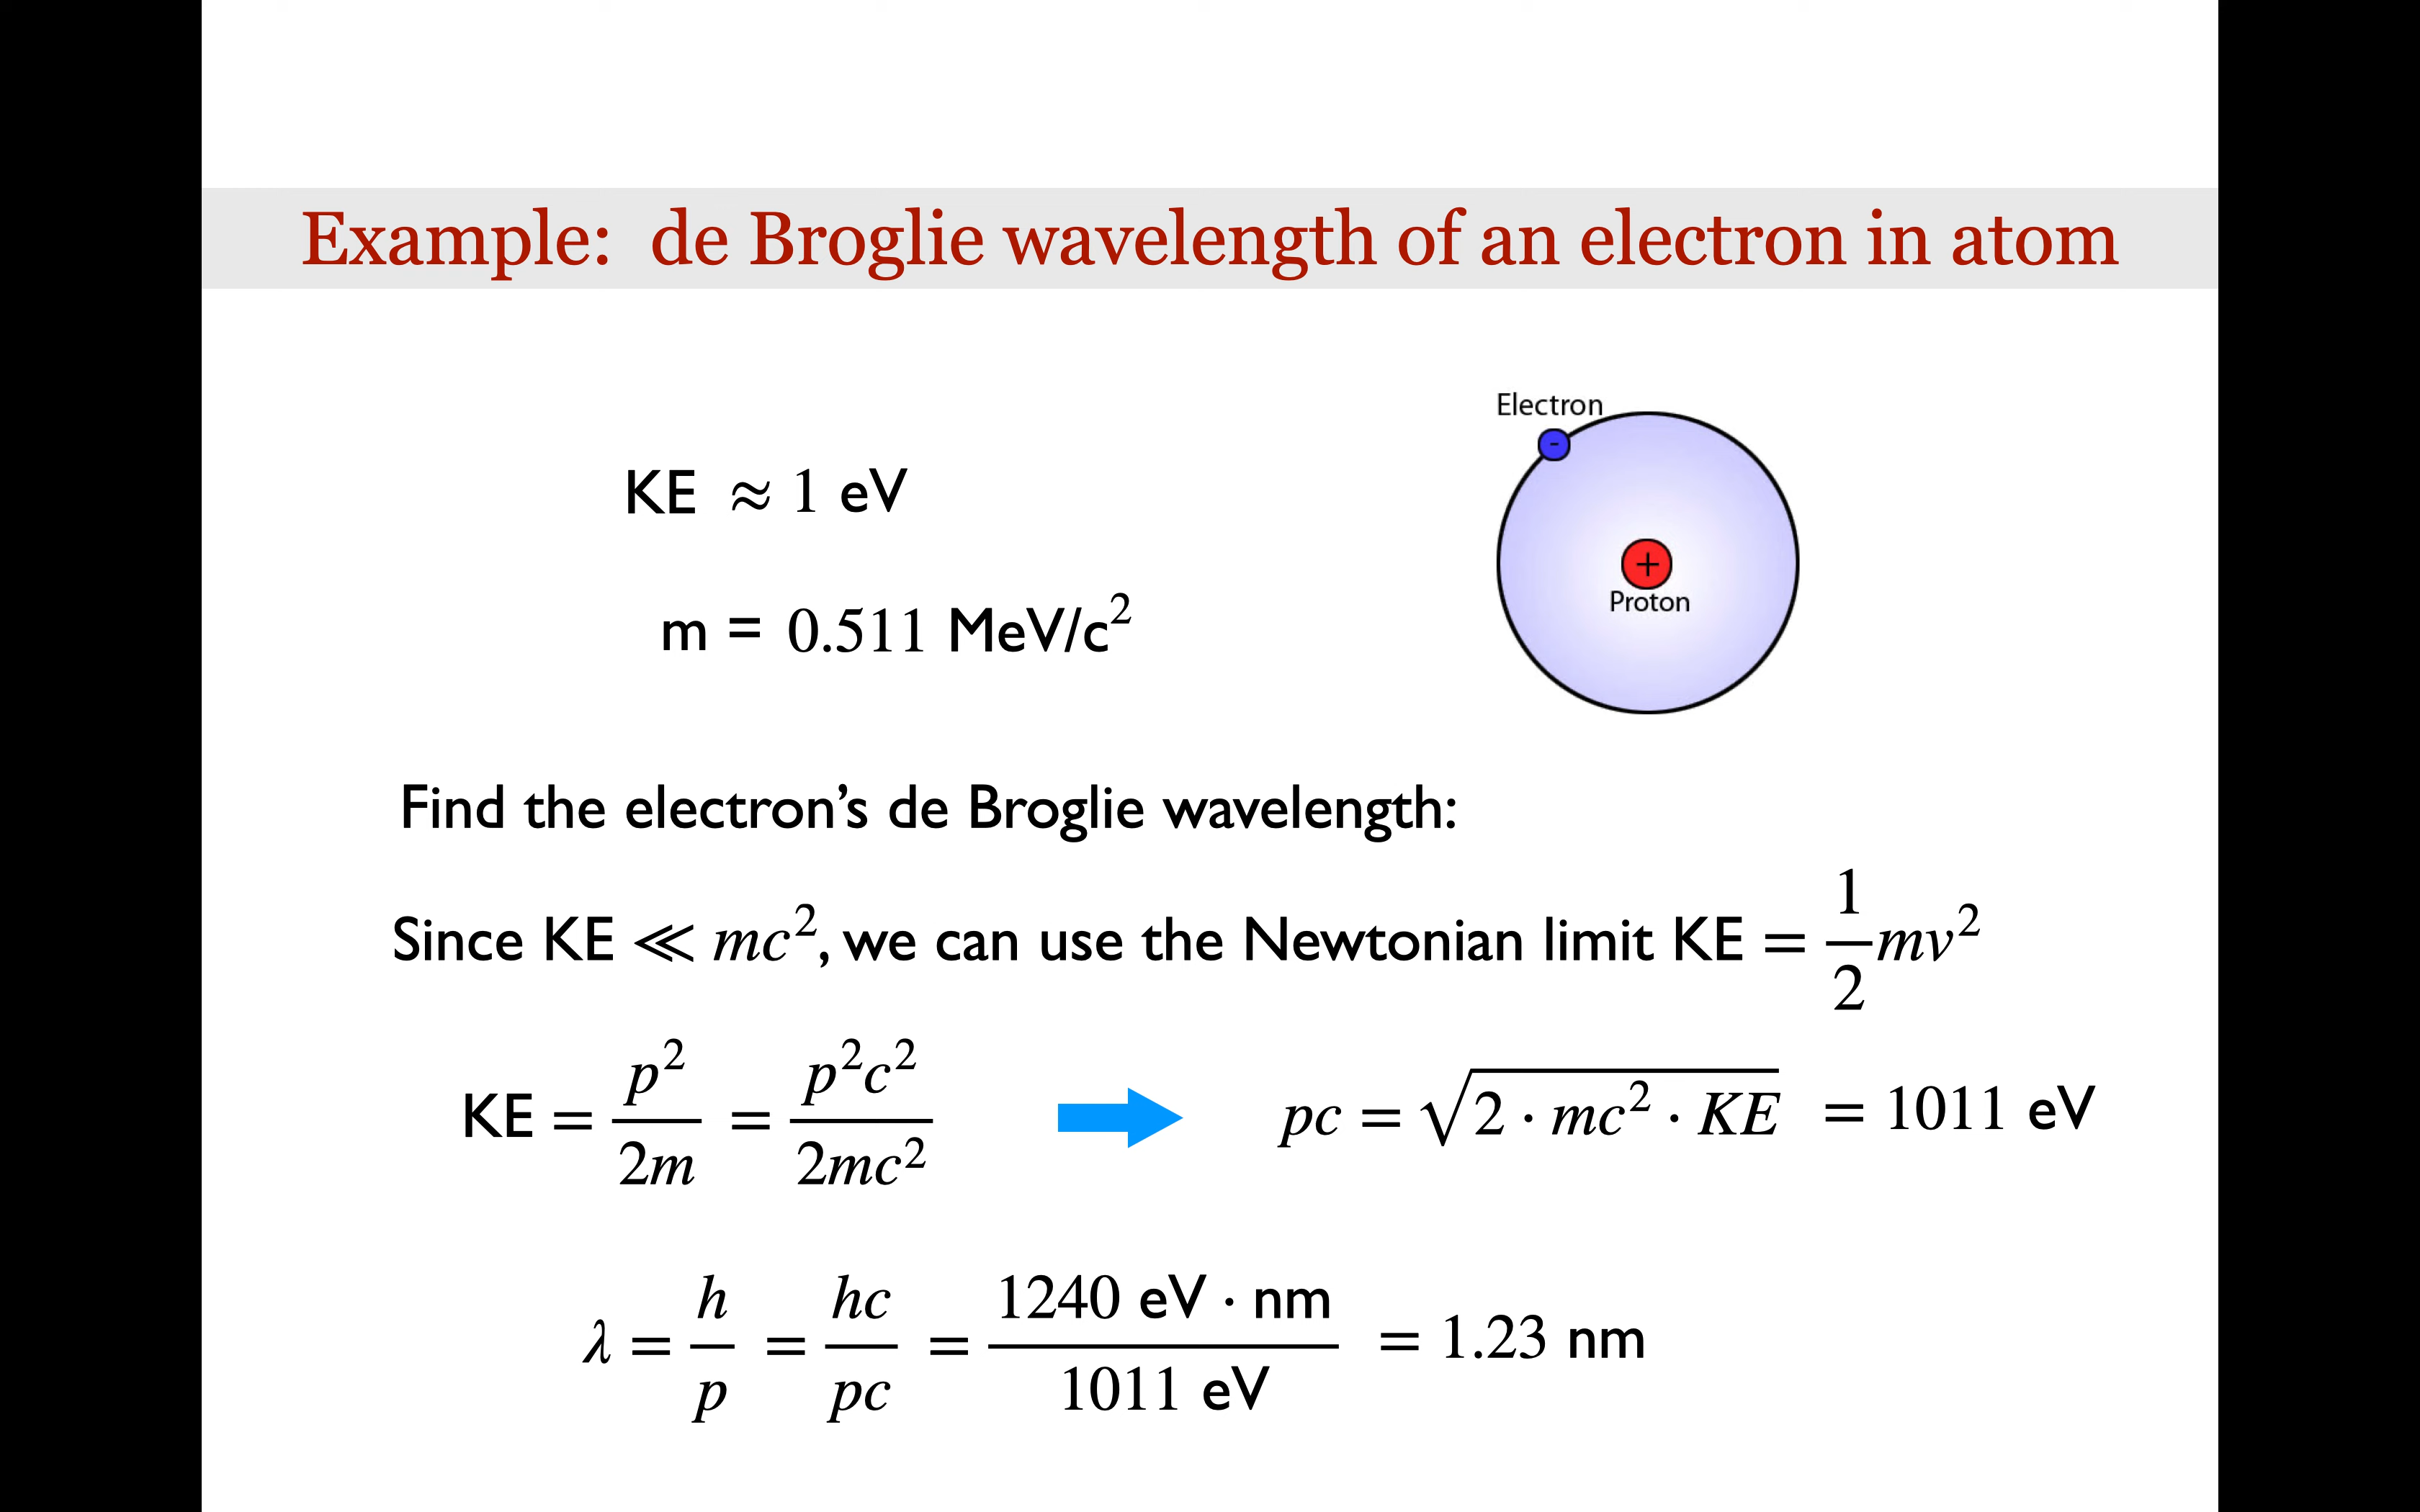 Example: de Broglie wavelength of an electron in atom
Electron
-
KE ≈ 1 eV
+
Proton
m = 0.511 MeV/c²
Find the electron’s de Broglie wavelength:
Since KE ≪ mc², we can use the Newtonian limit KE = 1/2 mv²
KE = p²/2m = p²c²/2mc²
pc = √(2 · mc² · KE) = 1011 eV
λ = h/p = hc/pc = 1240 eV · nm / 1011 eV = 1.23 nm